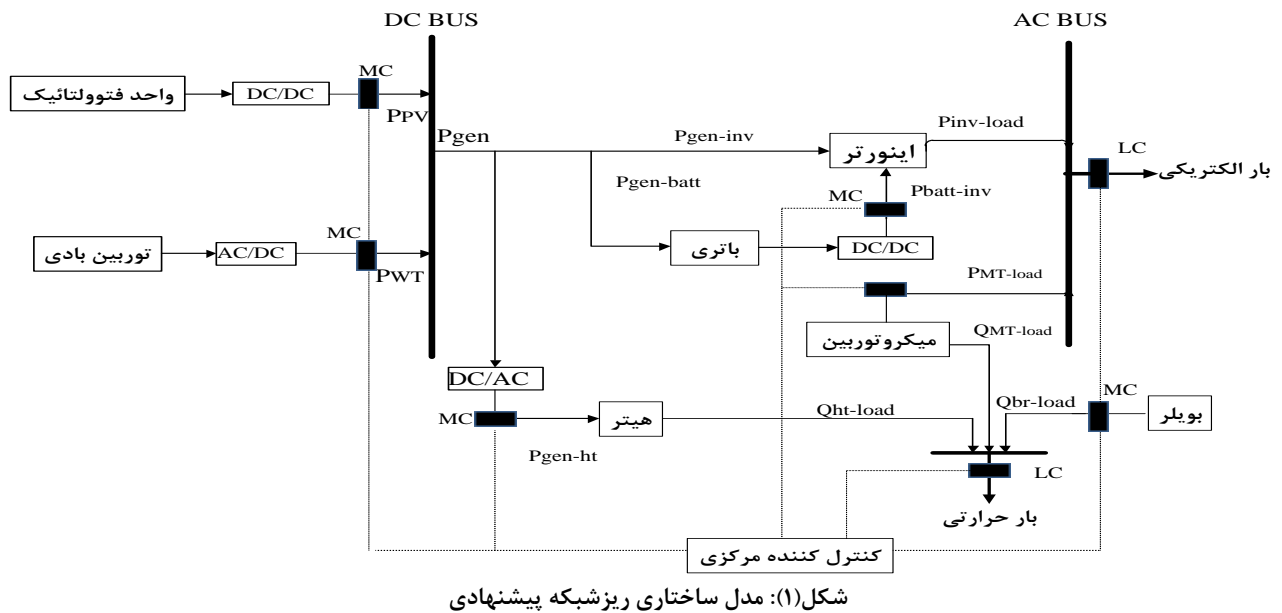 DC BUS
AC BUS
واحد فتوولتائیک
DC/DC
MC
PPV
Pgen
Pgen-inv
اینورتر
Pinv-load
LC
بار الکتریکی
Pgen-batt
MC
Pbatt-inv
توربین بادی
AC/DC
MC
PWT
باتری
DC/DC
PMT-load
میکروتوربین
QMT-load
DC/AC
MC
هیتر
Qht-load
Qbr-load
MC
بویلر
Pgen-ht
LC
بار حرارتی
کنترل کننده مرکزی
شکل(۱): مدل ساختاری ریزشبکه پیشنهادی